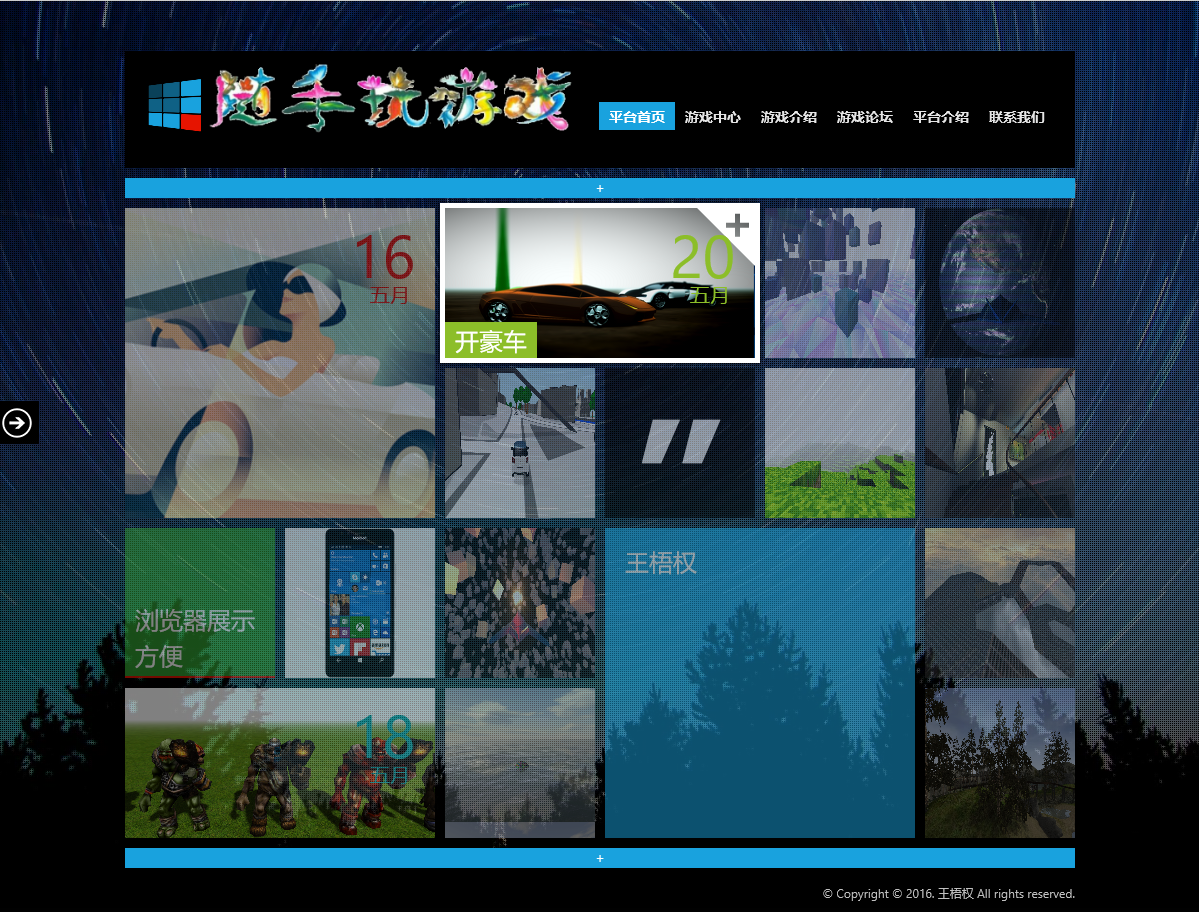 随手玩游戏
平台首页 游戏中心 游戏介绍 游戏论坛 平台介绍 联系我们
+
16
五月
20
五月
开豪车
"
浏览器展示
方便
王梧权
18
五月
+
© Copyright © 2016. 王梧权 All rights reserved.